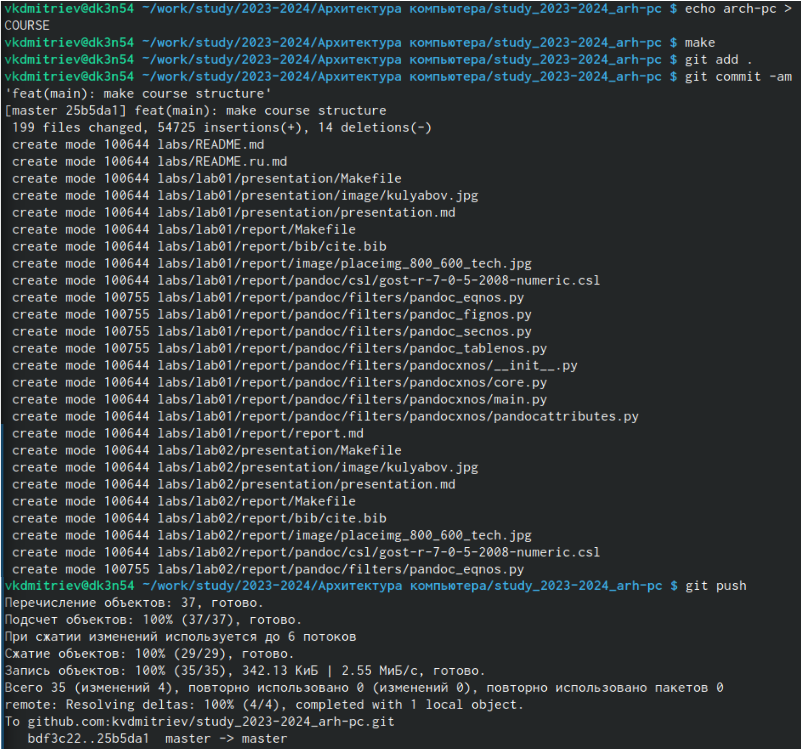 vkdmitriev@dk3n54 ~/work/study/2023-2024/Архитектура компьютера/study_2023-2024_arh-pc $ echo arch-pc >
COURSE
vkdmitriev@dk3n54 ~/work/study/2023-2024/Архитектура компьютера/study_2023-2024_arh-pc $ make
vkdmitriev@dk3n54 ~/work/study/2023-2024/Архитектура компьютера/study_2023-2024_arh-pc $ git add .
vkdmitriev@dk3n54 ~/work/study/2023-2024/Архитектура компьютера/study_2023-2024_arh-pc $ git commit -am
'feat(main): make course structure'
[master 25b5da1] feat(main): make course structure
 199 files changed, 54725 insertions(+), 14 deletions(-)
 create mode 100644 labs/README.md
 create mode 100644 labs/README.ru.md
 create mode 100644 labs/lab01/presentation/Makefile
 create mode 100644 labs/lab01/presentation/image/kulyabov.jpg
 create mode 100644 labs/lab01/presentation/presentation.md
 create mode 100644 labs/lab01/report/Makefile
 create mode 100644 labs/lab01/report/bib/cite.bib
 create mode 100644 labs/lab01/report/image/placeimg_800_600_tech.jpg
 create mode 100644 labs/lab01/report/pandoc/csl/gost-r-7-0-5-2008-numeric.csl
 create mode 100755 labs/lab01/report/pandoc/filters/pandoc_eqnos.py
 create mode 100755 labs/lab01/report/pandoc/filters/pandoc_fignos.py
 create mode 100755 labs/lab01/report/pandoc/filters/pandoc_secnos.py
 create mode 100755 labs/lab01/report/pandoc/filters/pandoc_tablenos.py
 create mode 100644 labs/lab01/report/pandoc/filters/pandocxnos/__init__.py
 create mode 100644 labs/lab01/report/pandoc/filters/pandocxnos/core.py
 create mode 100644 labs/lab01/report/pandoc/filters/pandocxnos/main.py
 create mode 100644 labs/lab01/report/pandoc/filters/pandocxnos/pandocattributes.py
 create mode 100644 labs/lab01/report/report.md
 create mode 100644 labs/lab02/presentation/Makefile
 create mode 100644 labs/lab02/presentation/image/kulyabov.jpg
 create mode 100644 labs/lab02/presentation/presentation.md
 create mode 100644 labs/lab02/report/Makefile
 create mode 100644 labs/lab02/report/bib/cite.bib
 create mode 100644 labs/lab02/report/image/placeimg_800_600_tech.jpg
 create mode 100644 labs/lab02/report/pandoc/csl/gost-r-7-0-5-2008-numeric.csl
 create mode 100755 labs/lab02/report/pandoc/filters/pandoc_eqnos.py
vkdmitriev@dk3n54 ~/work/study/2023-2024/Архитектура компьютера/study_2023-2024_arh-pc $ git push
Перечисление объектов: 37, готово.
Подсчет объектов: 100% (37/37), готово.
При сжатии изменений используется до 6 потоков
Сжатие объектов: 100% (29/29), готово.
Запись объектов: 100% (35/35), 342.13 КиБ | 2.55 МиБ/с, готово.
Всего 35 (изменений 4), повторно использовано 0 (изменений 0), повторно использовано пакетов 0
remote: Resolving deltas: 100% (4/4), completed with 1 local object.
To github.com:kvdmitriev/study_2023-2024_arh-pc.git
   bdf3c22..25b5da1  master -> master